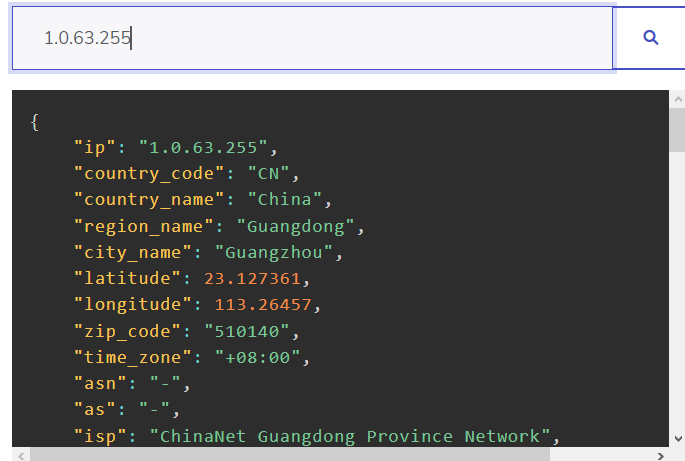 1.0.63.255
{
    "ip": "1.0.63.255",
    "country_code": "CN",
    "country_name": "China",
    "region_name": "Guangdong",
    "city_name": "Guangzhou",
    "latitude": 23.127361,
    "longitude": 113.26457,
    "zip_code": "510140",
    "time_zone": "+08:00",
    "asn": "-",
    "as": "-",
    "isp": "ChinaNet Guangdong Province Network",